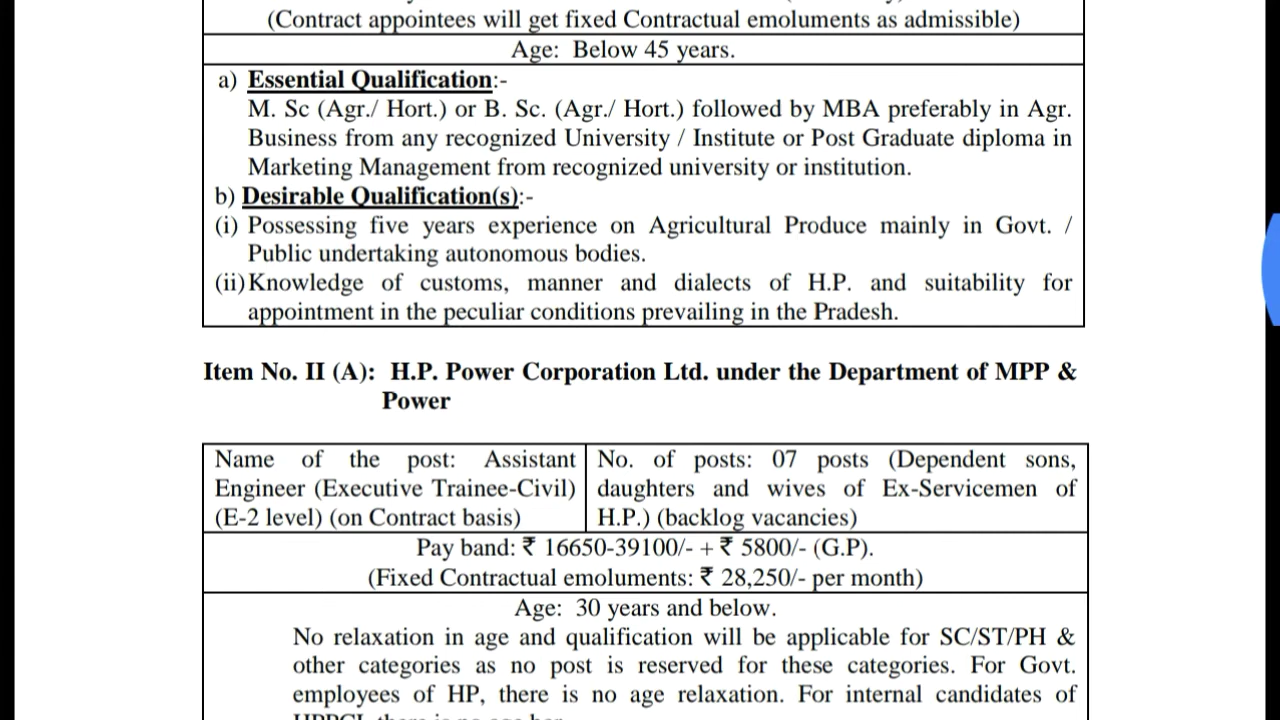 (Contract appointees will get fixed Contractual emoluments as admissible)
Age: Below 45 years.
a) Essential Qualification:-
M. Sc (Agr./ Hort.) or B. Sc. (Agr./ Hort.) followed by MBA preferably in Agr.
Business from any recognized University / Institute or Post Graduate diploma in
Marketing Management from recognized university or institution.
b) Desirable Qualification(s):-
(i) Possessing five years experience on Agricultural Produce mainly in Govt. /
Public undertaking autonomous bodies.
(ii) Knowledge of customs, manner and dialects of H.P. and suitability for
appointment in the peculiar conditions prevailing in the Pradesh.
Item No. II (A): H.P. Power Corporation Ltd. under the Department of MPP &
Power
Name of the post: Assistant
Engineer (Executive Trainee-Civil)
(E-2 level) (on Contract basis)
No. of posts: 07 posts (Dependent sons,
daughters and wives of Ex-Servicemen of
H.P.) (backlog vacancies)
Pay band: ₹ 16650-39100/- + ₹ 5800/- (G.P).
(Fixed Contractual emoluments: ₹ 28,250/- per month)
Age: 30 years and below.
No relaxation in age and qualification will be applicable for SC/ST/PH &
other categories as no post is reserved for these categories. For Govt.
employees of HP, there is no age relaxation. For internal candidates of